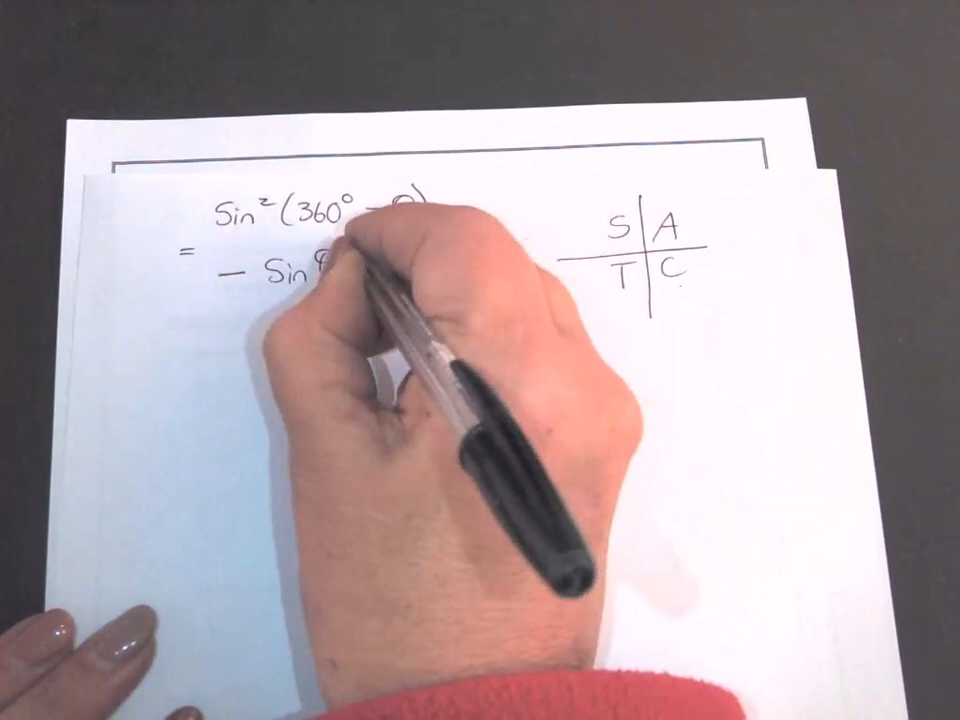 Sin²(360° - θ)
=
- Sin
S A
T C